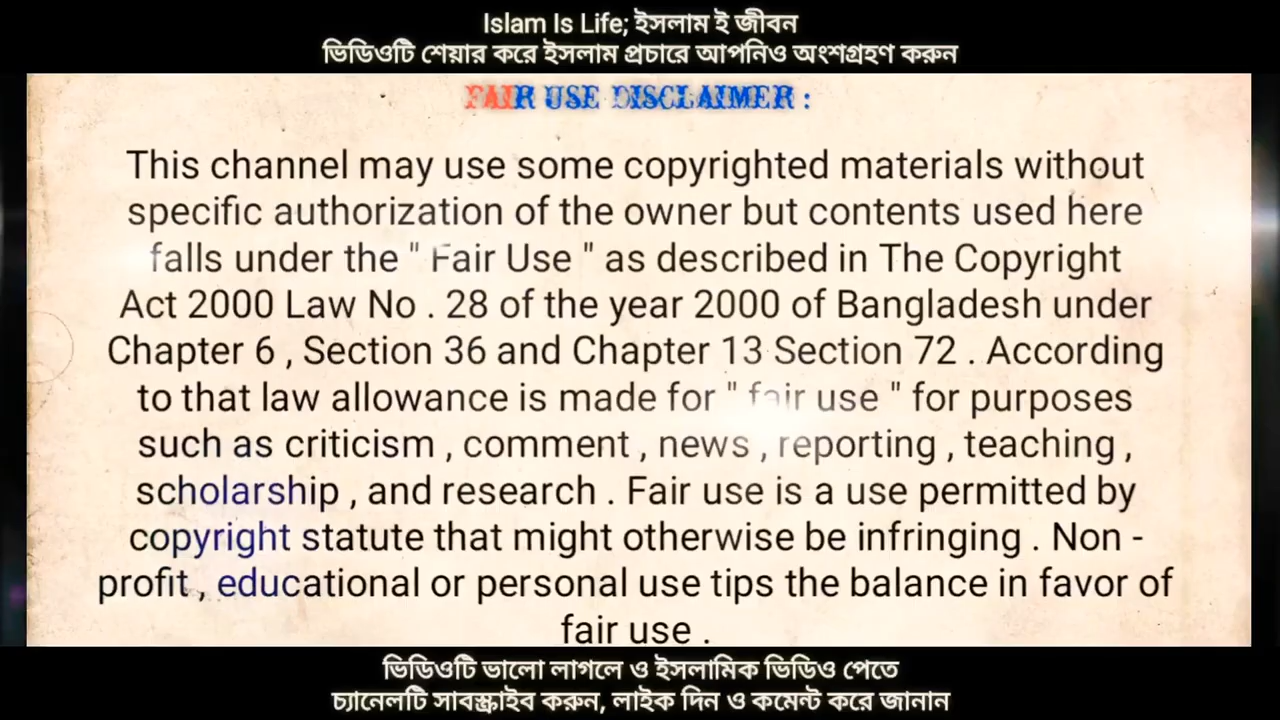 Islam Is Life; ইসলাম ই জীবন
ভিডিওটি শেয়ার করে ইসলাম প্রচারে আপনিও অংশগ্রহণ করুন
FAIR USE DISCLAIMER :
This channel may use some copyrighted materials without
specific authorization of the owner but contents used here
falls under the " Fair Use " as described in The Copyright
Act 2000 Law No . 28 of the year 2000 of Bangladesh under
Chapter 6 , Section 36 and Chapter 13 Section 72 . According
to that law allowance is made for " fair use " for purposes
such as criticism , comment , news , reporting , teaching ,
scholarship , and research . Fair use is a use permitted by
copyright statute that might otherwise be infringing . Non -
profit , educational or personal use tips the balance in favor of
fair use .
ভিডিওটি ভালো লাগলে ও ইসলামিক ভিডিও পেতে
চ্যানেলটি সাবস্ক্রাইব করুন, লাইক দিন ও কমেন্ট করে জানান